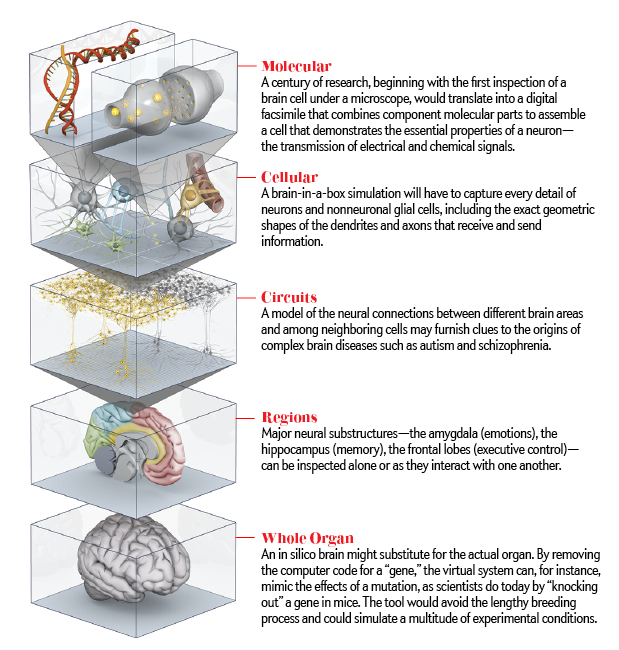 Molecular
A century of research, beginning with the first inspection of a
brain cell under a microscope, would translate into a digital
facsimile that combines component molecular parts to assemble
a cell that demonstrates the essential properties of a neuron—
the transmission of electrical and chemical signals.
Cellular
A brain-in-a-box simulation will have to capture every detail of
neurons and nonneuronal glial cells, including the exact geometric
shapes of the dendrites and axons that receive and send
information.
Circuits
A model of the neural connections between different brain areas
and among neighboring cells may furnish clues to the origins of
complex brain diseases such as autism and schizophrenia.
Regions
Major neural substructures—the amygdala (emotions), the
hippocampus (memory), the frontal lobes (executive control)—
can be inspected alone or as they interact with one another.
Whole Organ
An in silico brain might substitute for the actual organ. By removing
the computer code for a “gene,” the virtual system can, for instance,
mimic the effects of a mutation, as scientists do today by “knocking
out” a gene in mice. The tool would avoid the lengthy breeding
process and could simulate a multitude of experimental conditions.